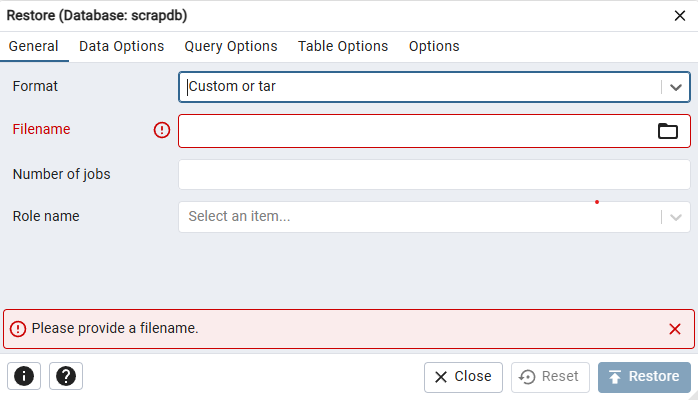 Restore (Database: scrapdb)
General Data Options Query Options Table Options Options
Format Custom or tar
Filename
Number of jobs
Role name Select an item...
Please provide a filename.
Close Reset Restore